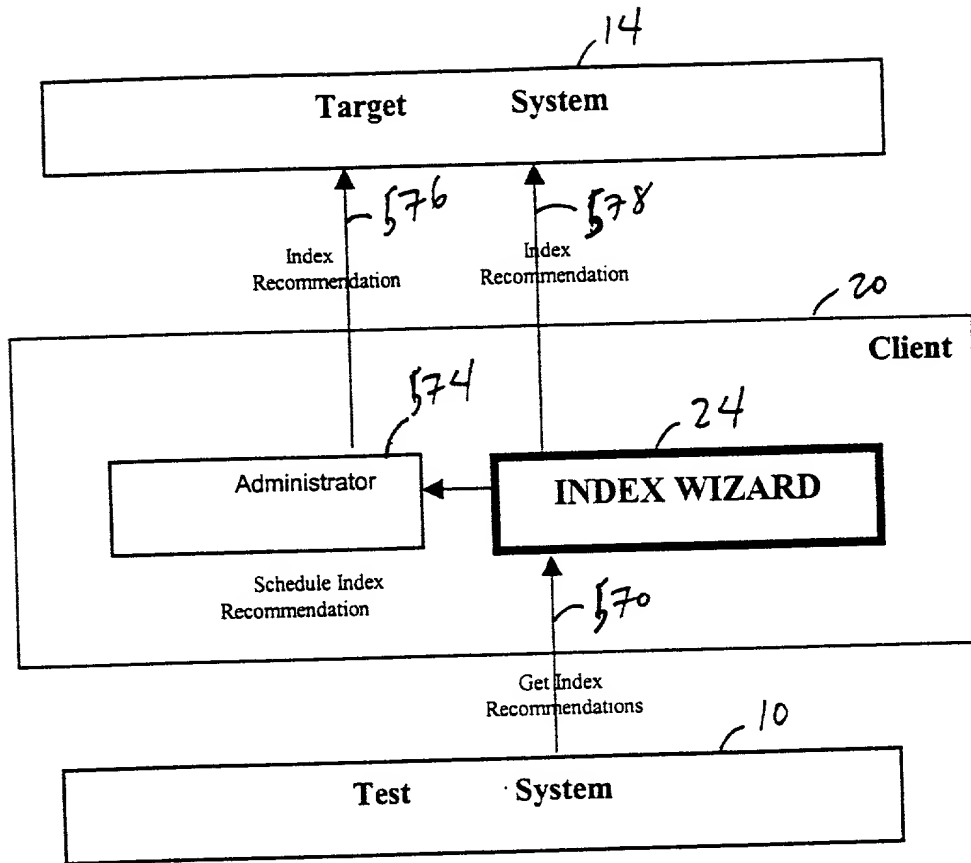 14
Target System
576
578
Index
Recommendation
Index
Recommendation
20
Client
574
24
Administrator
INDEX WIZARD
Schedule Index
Recommendation
570
Get Index
Recommendations
10
Test System